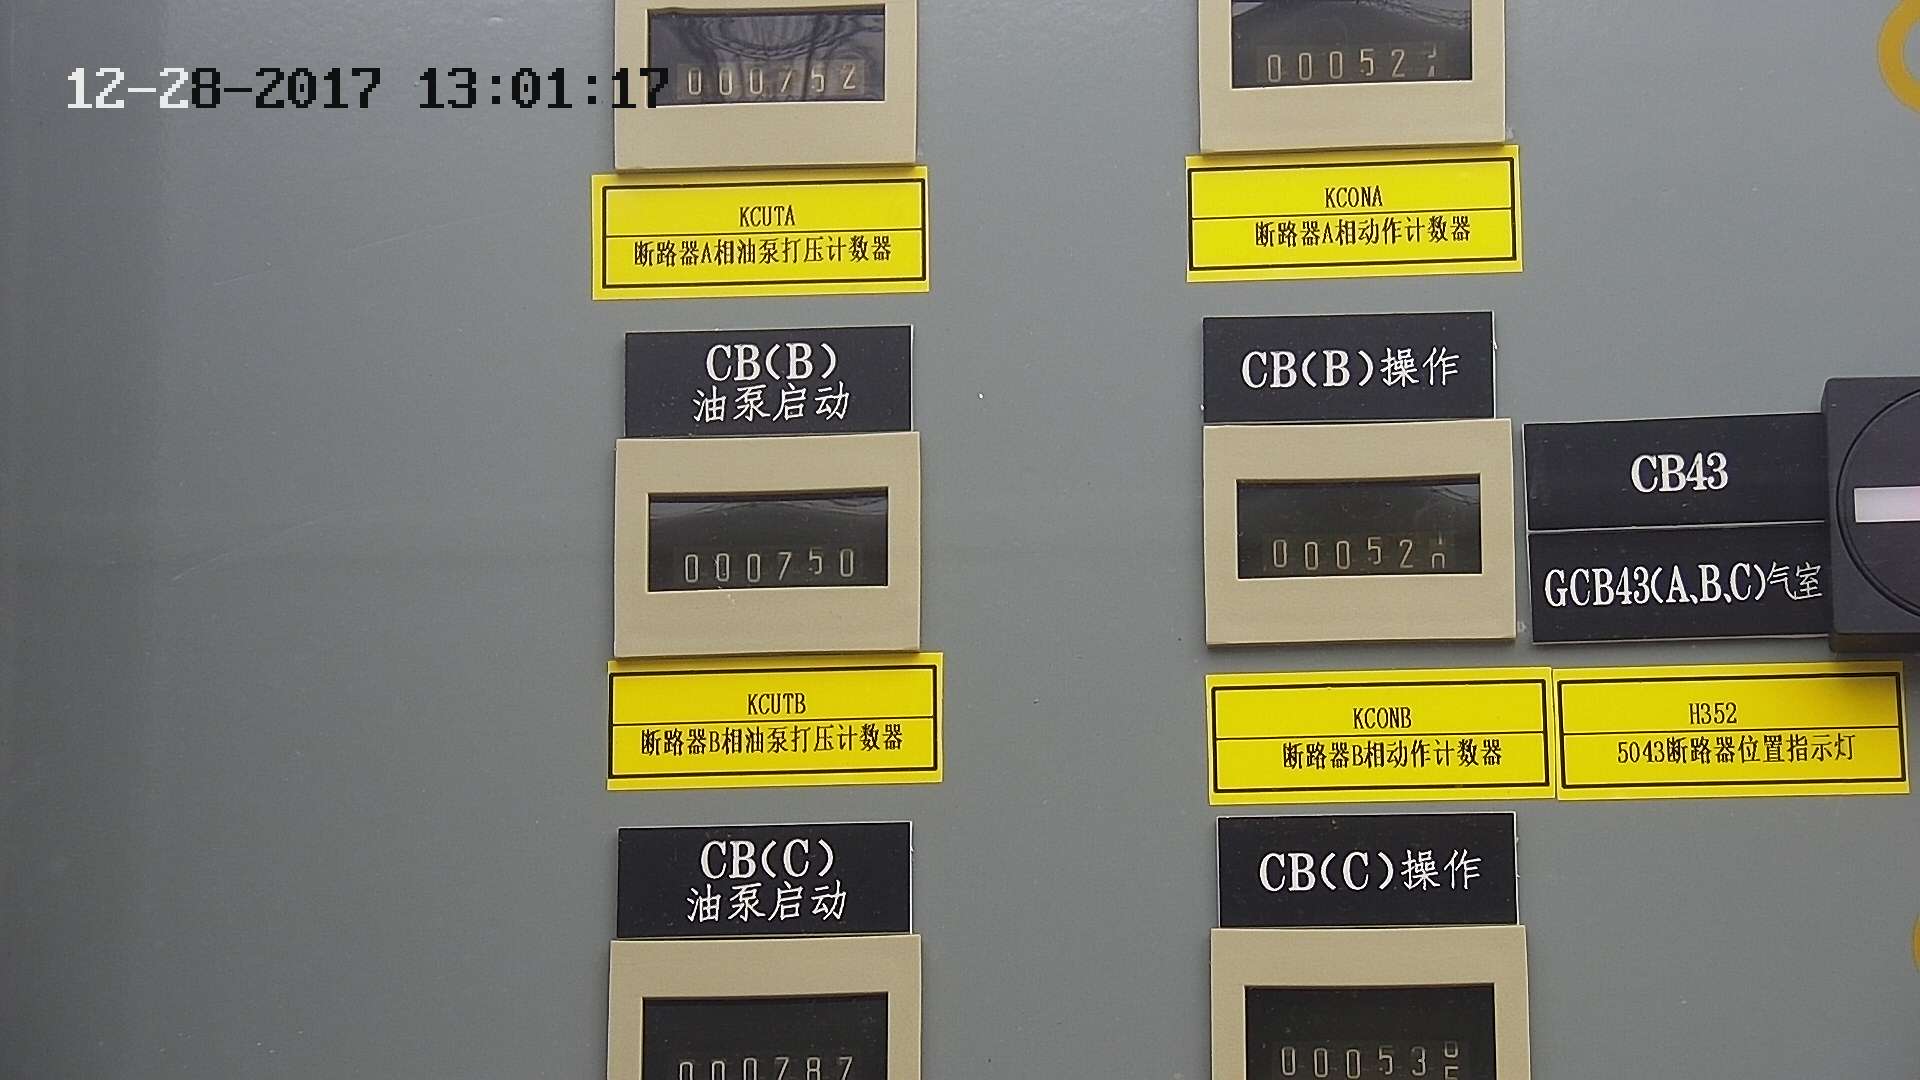 12-28-2017 13:01:17
000752
00052
KCUTA
断路器A相油泵打压计数器
KCONA
断路器A相动作计数器
CB(B)
油泵启动
CB(B)操作
000750
00052
CB43
GCB43(A、B、C)气室
KCUTB
断路器B相油泵打压计数器
KCONB
断路器B相动作计数器
H352
5043断路器位置指示灯
CB(C)
油泵启动
CB(C)操作
000787
00053